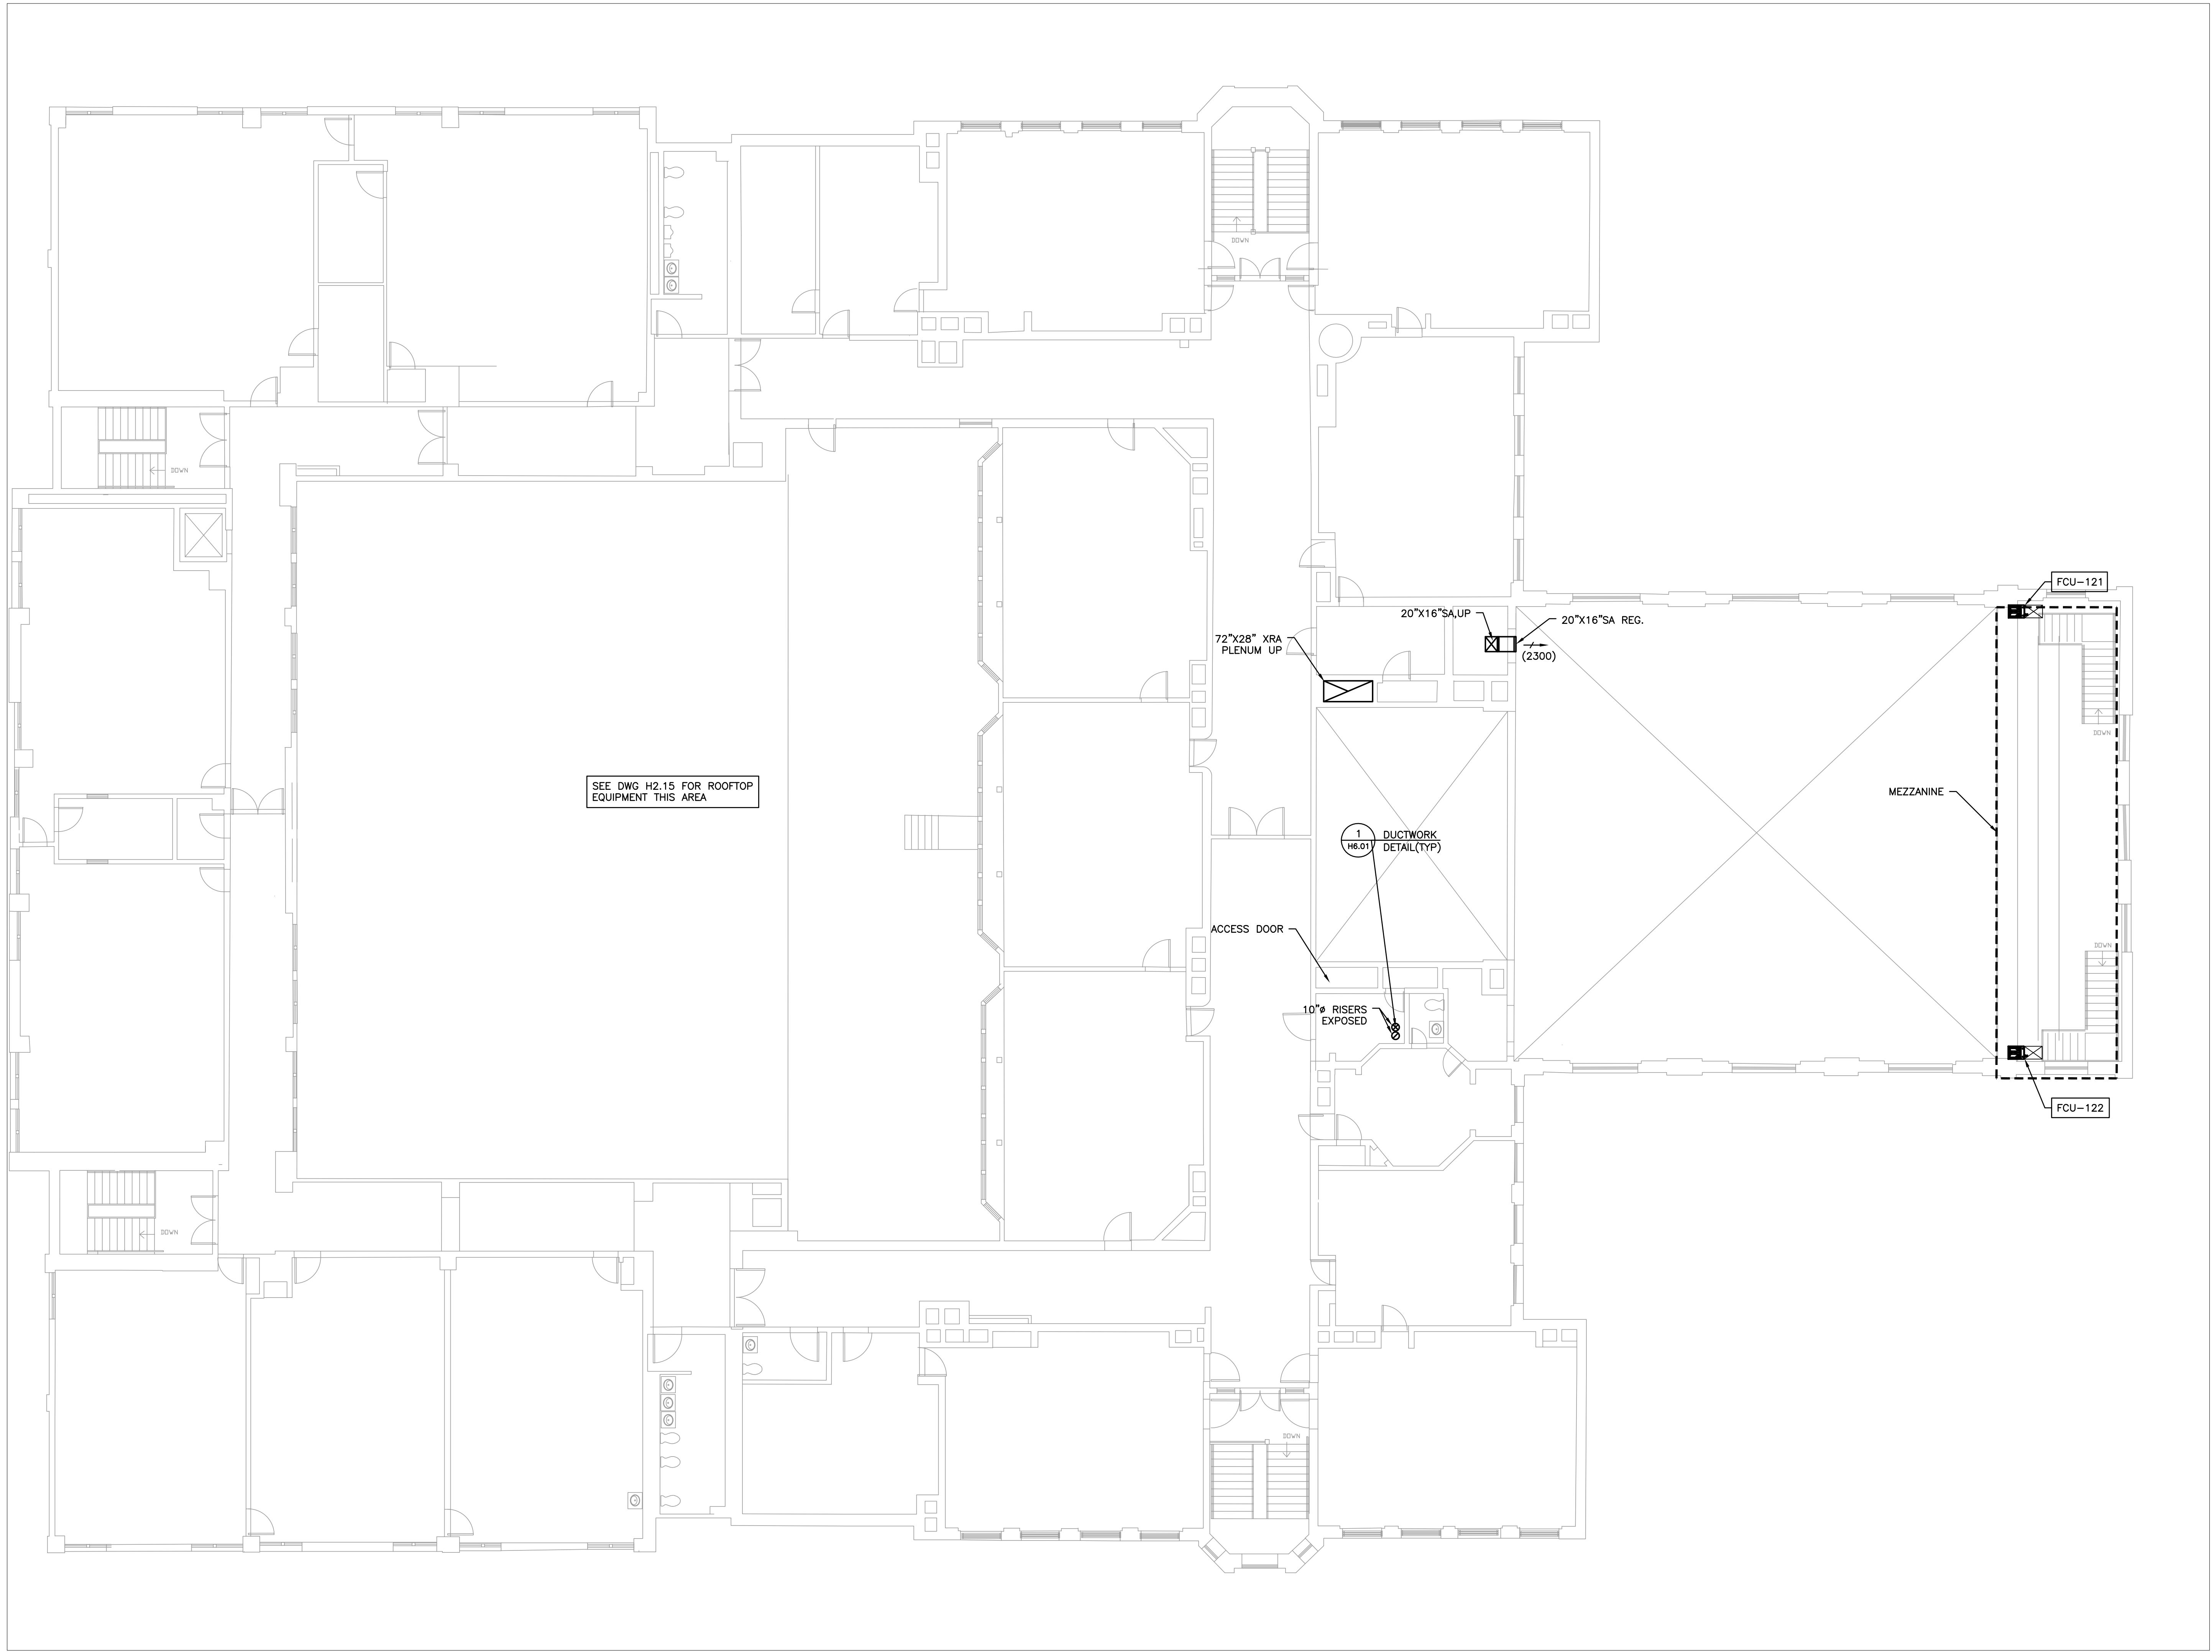 DOWN
DOWN
FCU-121
20"X16"SA,UP
20"X16"SA REG.
72"X28" XRA
PLENUM UP
(2300)
DOWN
SEE DWG H2.15 FOR ROOFTOP
EQUIPMENT THIS AREA
MEZZANINE
1
H6.01
DUCTWORK
DETAIL(TYP)
ACCESS DOOR
DOWN
10"ø RISERS
EXPOSED
FCU-122
DOWN
DOWN